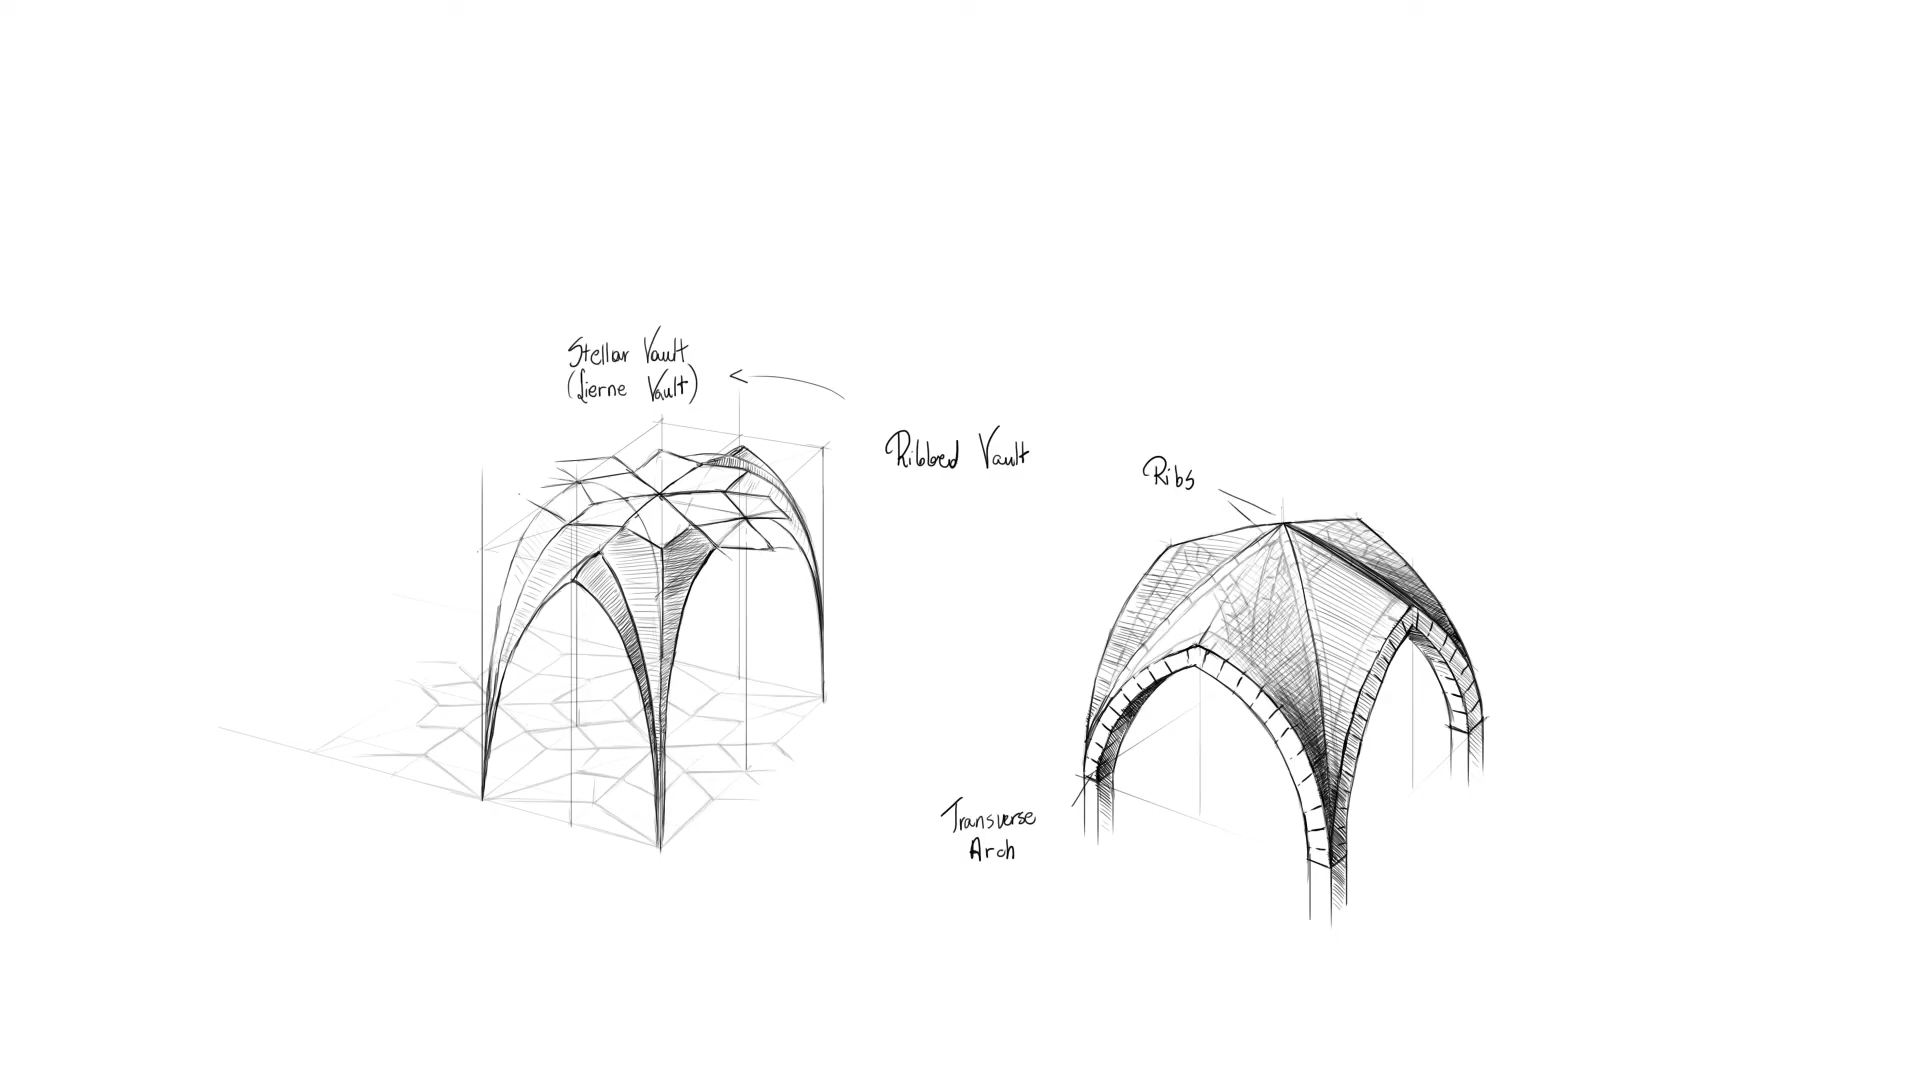 Stellar Vault
(Lierne Vault)
Ribbed Vault
Ribs
Transverse
Arch